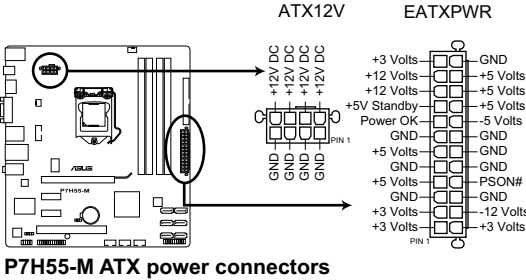 ATX12V
EATXPWR
+12V DC
+12V DC
+12V DC
+12V DC
PIN 1
GND
GND
GND
GND
+3 Volts GND
+12 Volts +5 Volts
+12 Volts +5 Volts
+5V Standby +5 Volts
Power OK -5 Volts
GND GND
+5 Volts GND
GND GND
+5 Volts PSON#
GND GND
+3 Volts -12 Volts
+3 Volts +3 Volts
PIN 1
ASUS
P7H55-M
P7H55-M ATX power connectors